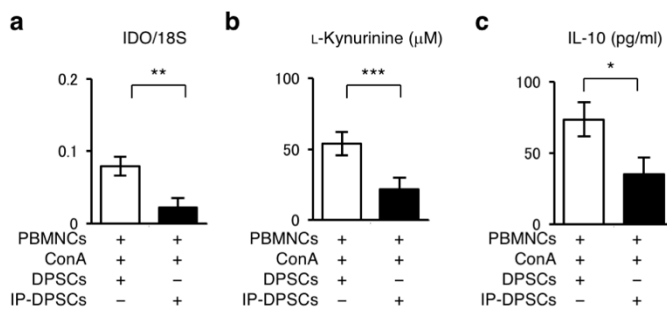 a
IDO/18S
0.2
0.1
0
**
PBMNCs + +
ConA + +
DPSCs + –
IP-DPSCs – +
b
L-Kynurinine (μM)
100
50
0
***
PBMNCs + +
ConA + +
DPSCs + –
IP-DPSCs – +
c
IL-10 (pg/ml)
100
50
0
*
PBMNCs + +
ConA + +
DPSCs + –
IP-DPSCs – +